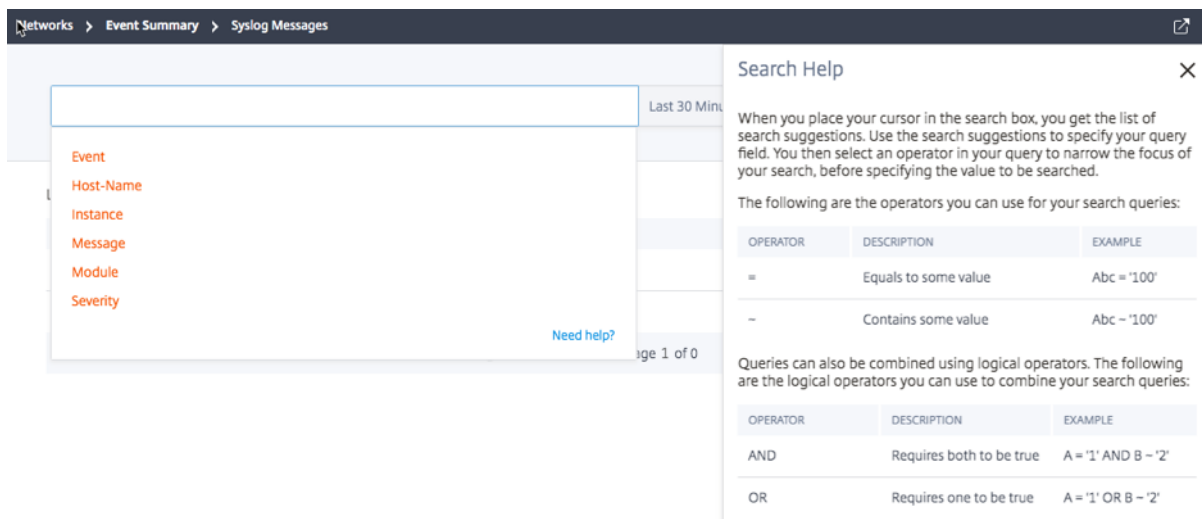 Networks > Event Summary > Syslog Messages
Last 30 Minu
Event
Host-Name
Instance
Message
Module
Severity
Need help?
age 1 of 0
Search Help
When you place your cursor in the search box, you get the list of
search suggestions. Use the search suggestions to specify your query
field. You then select an operator in your query to narrow the focus of
your search, before specifying the value to be searched.
The following are the operators you can use for your search queries:
OPERATOR DESCRIPTION EXAMPLE
= Equals to some value Abc = '100'
~ Contains some value Abc ~ '100'
Queries can also be combined using logical operators. The following
are the logical operators you can use to combine your search queries:
OPERATOR DESCRIPTION EXAMPLE
AND Requires both to be true A = '1' AND B ~ '2'
OR Requires one to be true A = '1' OR B ~ '2'